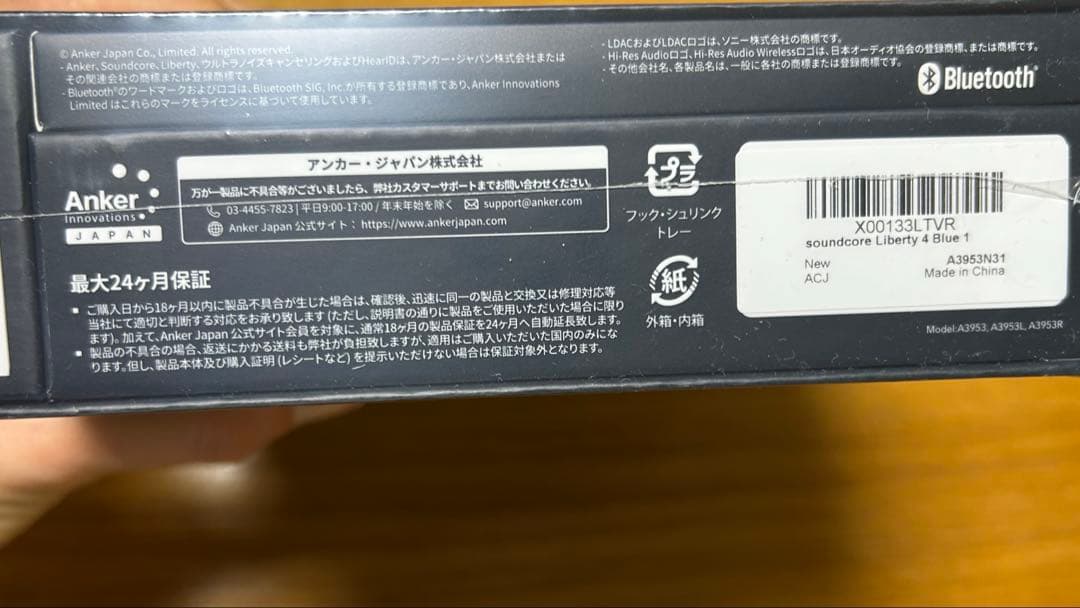 © Anker Japan Co., Limited. All rights reserved.
- Anker、Soundcore、Liberty、ウルトラノイズキャンセリングおよびHearIDは、アンカー・ジャパン株式会社または
その関連会社の商標または登録商標です。
- Bluetooth®のワードマークおよびロゴは、Bluetooth SIG, Inc.が所有する登録商標であり、Anker Innovations
Limited はこれらのマークをライセンスに基づいて使用しています。
- LDACおよびLDACロゴは、ソニー株式会社の商標です。
- Hi-Res Audioロゴ、Hi-Res Audio Wirelessロゴは、日本オーディオ協会の登録商標、または商標です。
- その他会社名、各製品名は、一般に各社の商標または登録商標です。
Bluetooth®
Anker
Innovations
JAPAN
アンカー・ジャパン株式会社
万が一製品に不具合等がございましたら、弊社カスタマーサポートまでお問い合わせください。
03-4455-7823 | 平日9:00-17:00 / 年末年始を除く support@anker.com
Anker Japan 公式サイト： https://www.ankerjapan.com
最大24ヶ月保証
▪ ご購入日から18ヶ月以内に製品不具合が生じた場合は、確認後、迅速に同一の製品と交換又は修理対応等
当社にて適切と判断する対応をお承り致します (ただし、説明書の通りに製品をご使用いただいた場合に限り
ます)。加えて、Anker Japan 公式サイト会員を対象に、通常18ヶ月の製品保証を24ヶ月へ自動延長致します。
▪ 製品の不具合の場合、返送にかかる送料も弊社が負担致しますが、適用はご購入いただいた国内のみにな
ります。但し、製品本体及び購入証明 (レシートなど) を提示いただけない場合は保証対象外となります。
プラ
フック・シュリンク
トレー
紙
外箱・内箱
X00133LTVR
soundcore Liberty 4 Blue 1
New
ACJ
A3953N31
Made in China
Model:A3953, A3953L, A3953R